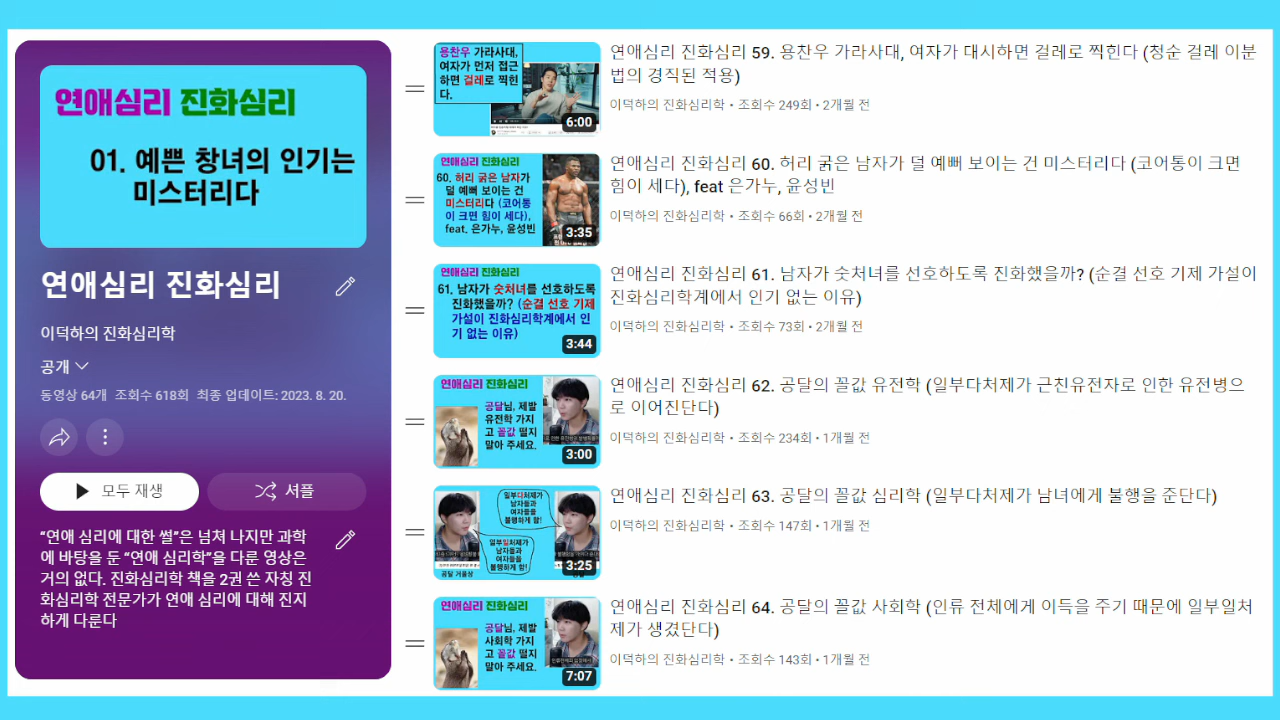 연애심리 진화심리
01. 예쁜 창녀의 인기는
미스터리다
연애심리 진화심리
이덕하의 진화심리학
공개
동영상 64개 조회수 618회 최종 업데이트: 2023. 8. 20.
모두 재생
셔플
“연애 심리에 대한 썰”은 넘쳐 나지만 과학
에 바탕을 둔 “연애 심리학”을 다룬 영상은
거의 없다. 진화심리학 책을 2권 쓴 자칭 진
화심리학 전문가가 연애 심리에 대해 진지
하게 다룬다
용찬우 가라사대,
여자가 먼저 접근
하면 걸레로 찍힌
다.
6:00
연애심리 진화심리 59. 용찬우 가라사대, 여자가 대시하면 걸레로 찍힌다 (청순 걸레 이분
법의 경직된 적용)
이덕하의 진화심리학 • 조회수 249회 • 2개월 전
연애심리 진화심리
60. 허리 굵은 남자가
덜 예뻐 보이는 건
미스터리다 (코어통
이 크면 힘이 세다),
feat. 은가누, 윤성빈
3:35
연애심리 진화심리 60. 허리 굵은 남자가 덜 예뻐 보이는 건 미스터리다 (코어통이 크면
힘이 세다), feat 은가누, 윤성빈
이덕하의 진화심리학 • 조회수 66회 • 2개월 전
연애심리 진화심리
61. 남자가 숫처녀를 선호하도록
진화했을까? (순결 선호 기제
가설이 진화심리학계에서 인
기 없는 이유)
3:44
연애심리 진화심리 61. 남자가 숫처녀를 선호하도록 진화했을까? (순결 선호 기제 가설이
진화심리학계에서 인기 없는 이유)
이덕하의 진화심리학 • 조회수 73회 • 2개월 전
연애심리 진화심리
공달님, 제발
유전학 가지
고 꼴값 떨지
말아 주세요.
3:00
연애심리 진화심리 62. 공달의 꼴값 유전학 (일부다처제가 근친유전자로 인한 유전병으
로 이어진단다)
이덕하의 진화심리학 • 조회수 234회 • 1개월 전
일부다처제가
남자들과
여자들을
불행하게 함!
일부일처제가
남자들과
여자들을
불행하게 함!
공달 거울상
3:25
연애심리 진화심리 63. 공달의 꼴값 심리학 (일부다처제가 남녀에게 불행을 준단다)
이덕하의 진화심리학 • 조회수 147회 • 1개월 전
연애심리 진화심리
공달님, 제발
사회학 가지
고 꼴값 떨지
말아 주세요.
7:07
연애심리 진화심리 64. 공달의 꼴값 사회학 (인류 전체에게 이득을 주기 때문에 일부일처
제가 생겼단다)
이덕하의 진화심리학 • 조회수 143회 • 1개월 전